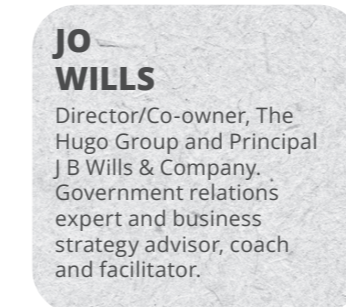 JO
WILLS
Director/Co-owner, The
Hugo Group and Principal
J B Wills & Company.
Government relations
expert and business
strategy advisor, coach
and facilitator.